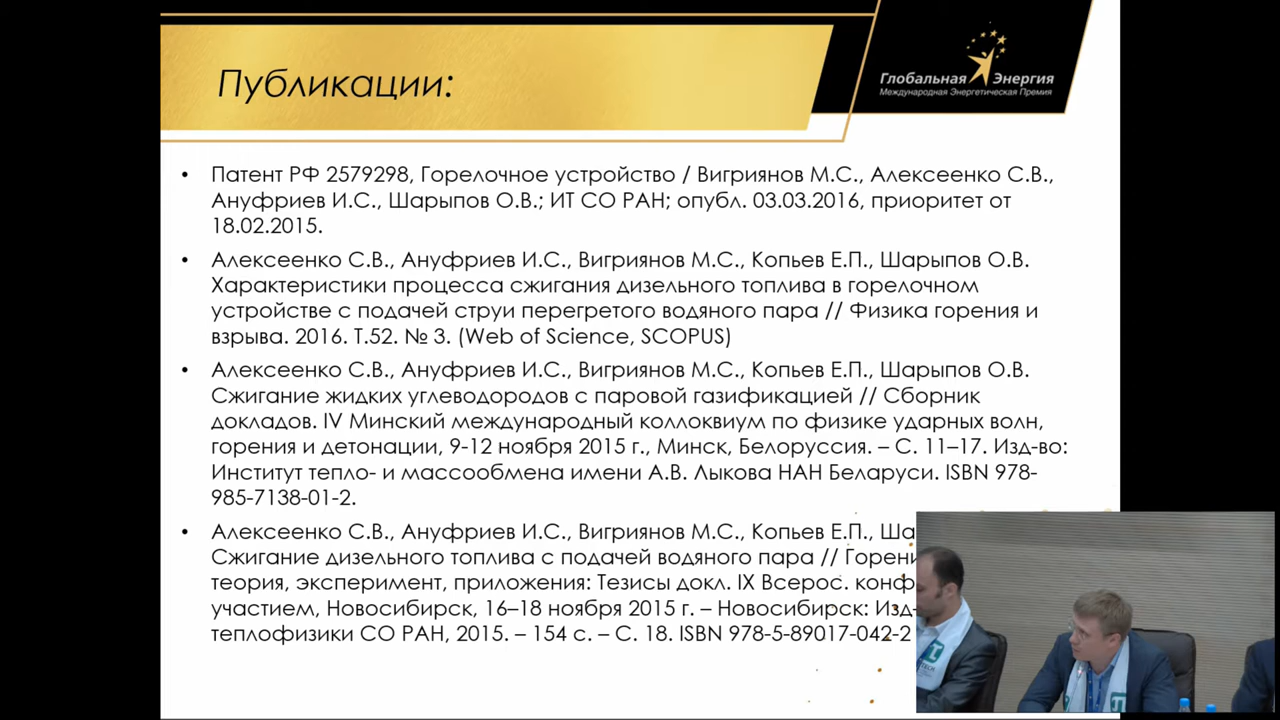 Публикации:
Глобальная Энергия
Международная Энергетическая Премия
• Патент РФ 2579298, Горелочное устройство / Вигриянов М.С., Алексеенко С.В.,
Ануфриев И.С., Шарыпов О.В.; ИТ СО РАН; опубл. 03.03.2016, приоритет от
18.02.2015.
• Алексеенко С.В., Ануфриев И.С., Вигриянов М.С., Копьев Е.П., Шарыпов О.В.
Характеристики процесса сжигания дизельного топлива в горелочном
устройстве с подачей струи перегретого водяного пара // Физика горения и
взрыва. 2016. Т.52. № 3. (Web of Science, SCOPUS)
• Алексеенко С.В., Ануфриев И.С., Вигриянов М.С., Копьев Е.П., Шарыпов О.В.
Сжигание жидких углеводородов с паровой газификацией // Сборник
докладов. IV Минский международный коллоквиум по физике ударных волн,
горения и детонации, 9-12 ноября 2015 г., Минск, Белоруссия. – С. 11–17. Изд-во:
Институт тепло- и массообмена имени А.В. Лыкова НАН Беларуси. ISBN 978-
985-7138-01-2.
• Алексеенко С.В., Ануфриев И.С., Вигриянов М.С., Копьев Е.П., Ша
Сжигание дизельного топлива с подачей водяного пара // Горени
теория, эксперимент, приложения: Тезисы докл. IX Всерос. конф
участием, Новосибирск, 16–18 ноября 2015 г. – Новосибирск: Изд-
теплофизики СО РАН, 2015. – 154 с. – С. 18. ISBN 978-5-89017-042-2